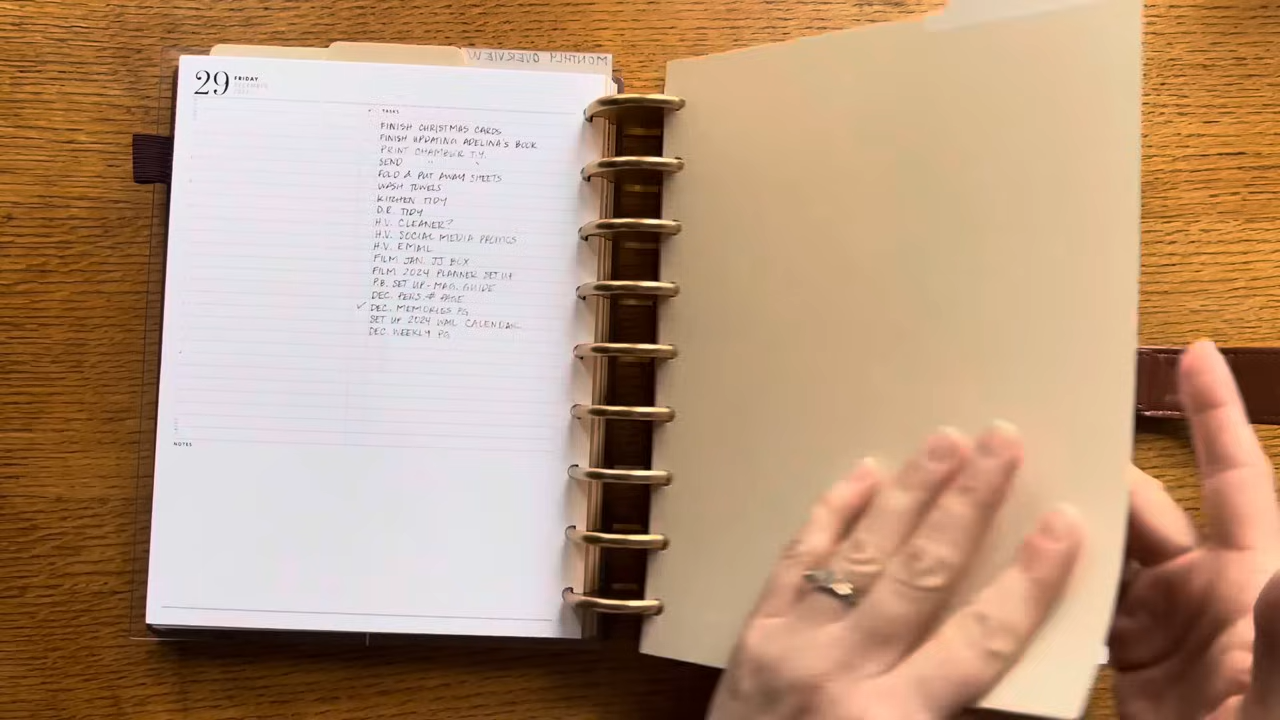 MONTHLY OVERVIEW
29 FRIDAY
DECEMBER
✓ TASKS
FINISH CHRISTMAS CARDS
FINISH UPDATING ADELINA'S BOOK
PRINT CHAMBER T.Y.
SEND " "
FOLD & PUT AWAY SHEETS
WASH TOWELS
KITCHEN TIDY
D.R. TIDY
H.V. CLEANER?
H.V. SOCIAL MEDIA PROMOS
H.V. EMAIL
FILM JAN. JJ BOX
FILM 2024 PLANNER SET UP
P.B. SET UP - MAG. GUIDE
DEC. PERS. # PAGE
✓ DEC. MEMORIES PG
SET UP 2024 WALL CALENDAR
DEC. WEEKLY PG
NOTES